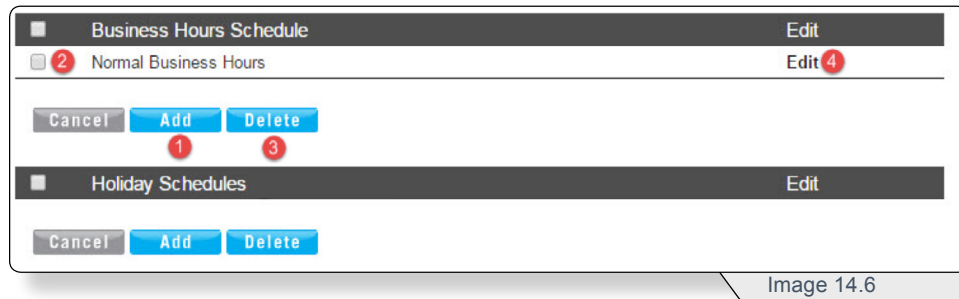 Business Hours Schedule Edit
2 Normal Business Hours Edit 4
Cancel Add Delete
1 3
Holiday Schedules Edit
Cancel Add Delete
Image 14.6